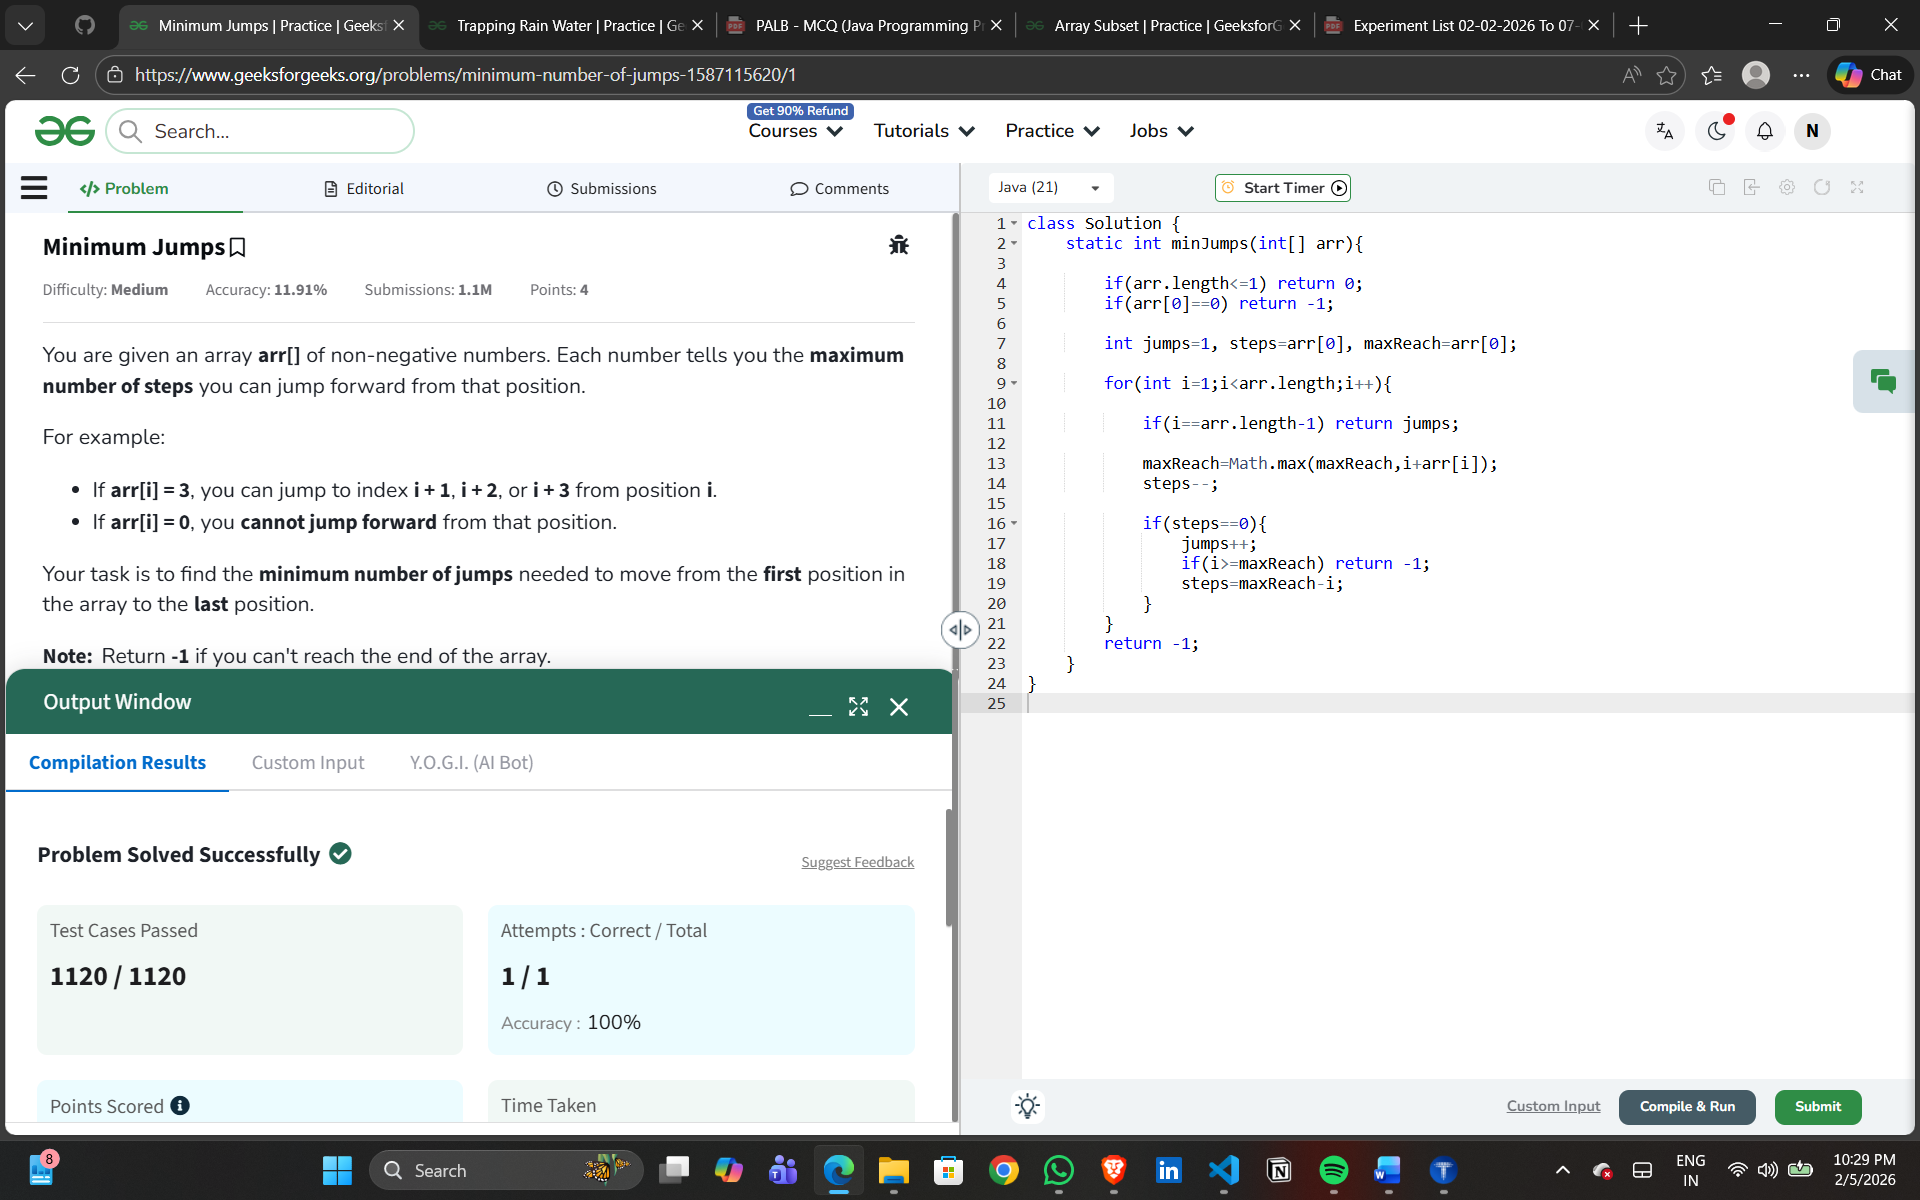 Minimum Jumps | Practice | Geeksf
Trapping Rain Water | Practice | Ge
PALB - MCQ (Java Programming P
Array Subset | Practice | GeeksforG
Experiment List 02-02-2026 To 07-
https://www.geeksforgeeks.org/problems/minimum-number-of-jumps-1587115620/1
Chat
Search...
Get 90% Refund
Courses
Tutorials
Practice
Jobs
N
</> Problem
Editorial
Submissions
Comments
Java (21)
Start Timer
Minimum Jumps
Difficulty: Medium
Accuracy: 11.91%
Submissions: 1.1M
Points: 4
You are given an array arr[] of non-negative numbers. Each number tells you the maximum
number of steps you can jump forward from that position.
For example:
• If arr[i] = 3, you can jump to index i + 1, i + 2, or i + 3 from position i.
• If arr[i] = 0, you cannot jump forward from that position.
Your task is to find the minimum number of jumps needed to move from the first position in
the array to the last position.
Note: Return -1 if you can't reach the end of the array.
Output Window
Compilation Results
Custom Input
Y.O.G.I. (AI Bot)
Problem Solved Successfully
Suggest Feedback
Test Cases Passed
1120 / 1120
Attempts : Correct / Total
1 / 1
Accuracy : 100%
Points Scored
Time Taken
1 class Solution {
2 static int minJumps(int[] arr){
3
4 if(arr.length<=1) return 0;
5 if(arr[0]==0) return -1;
6
7 int jumps=1, steps=arr[0], maxReach=arr[0];
8
9 for(int i=1;i<arr.length;i++){
10
11 if(i==arr.length-1) return jumps;
12
13 maxReach=Math.max(maxReach,i+arr[i]);
14 steps--;
15
16 if(steps==0){
17 jumps++;
18 if(i>=maxReach) return -1;
19 steps=maxReach-i;
20 }
21 }
22 return -1;
23 }
24 }
25
Custom Input
Compile & Run
Submit
8
Search
ENG
IN
10:29 PM
2/5/2026